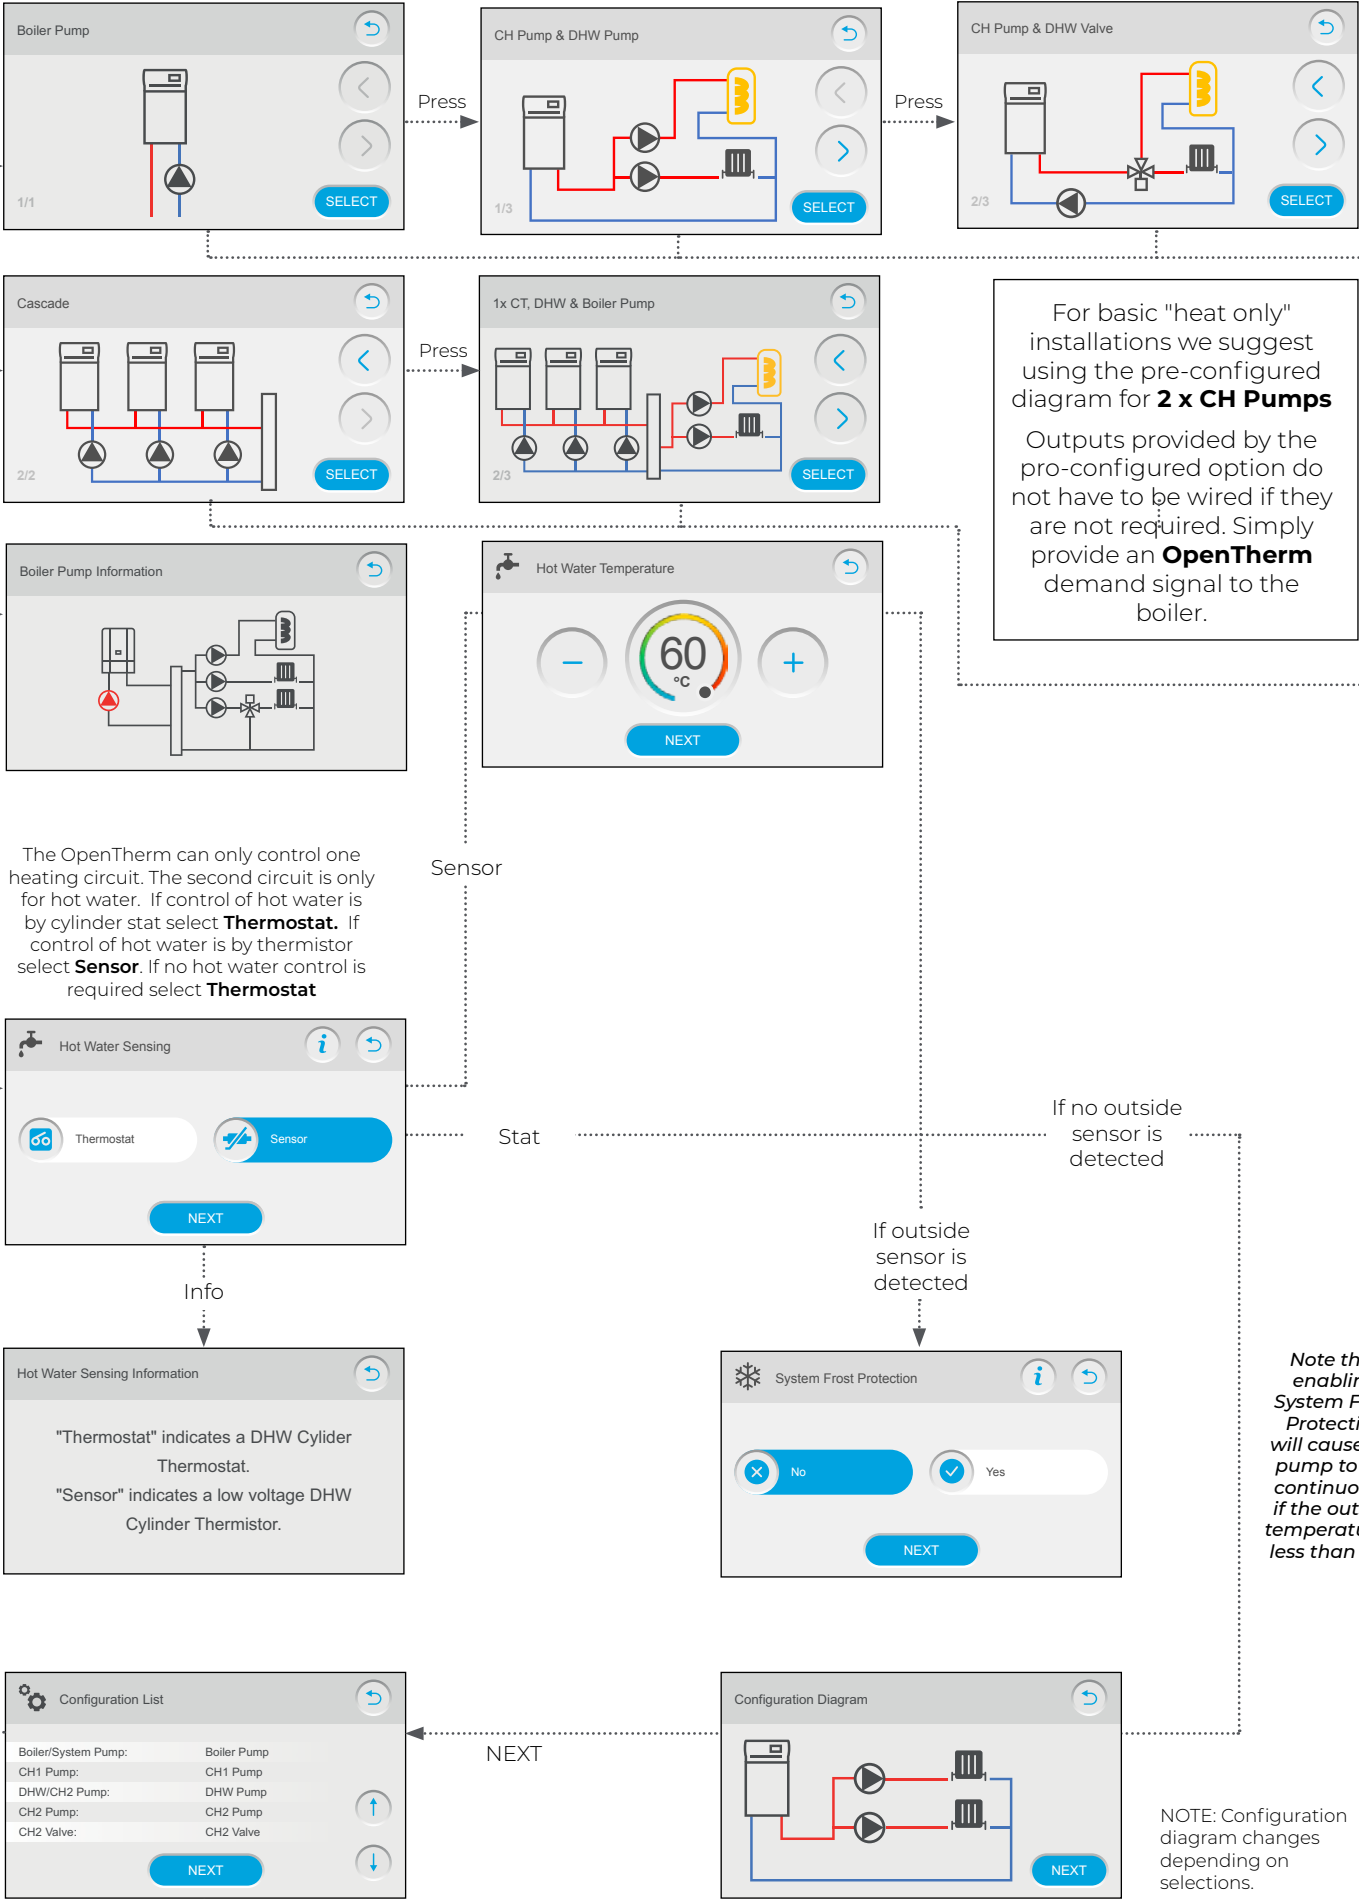 Boiler Pump
1/1
SELECT
Press
CH Pump & DHW Pump
1/3
SELECT
Press
CH Pump & DHW Valve
2/3
SELECT
Cascade
2/2
SELECT
Press
1x CT, DHW & Boiler Pump
2/3
SELECT
For basic "heat only"
installations we suggest
using the pre-configured
diagram for 2 x CH Pumps
Outputs provided by the
pro-configured option do
not have to be wired if they
are not required. Simply
provide an OpenTherm
demand signal to the
boiler.
Boiler Pump Information
Hot Water Temperature
60
°C
NEXT
The OpenTherm can only control one
heating circuit. The second circuit is only
for hot water. If control of hot water is
by cylinder stat select Thermostat. If
control of hot water is by thermistor
select Sensor. If no hot water control is
required select Thermostat
Sensor
Hot Water Sensing
i
Thermostat
Sensor
NEXT
Stat
If no outside
sensor is
detected
If outside
sensor is
detected
Info
Hot Water Sensing Information
"Thermostat" indicates a DHW Cylider
Thermostat.
"Sensor" indicates a low voltage DHW
Cylinder Thermistor.
System Frost Protection
i
No
Yes
NEXT
Note
System
will cause
pump to
if the
less than
Configuration List
Boiler/System Pump: Boiler Pump
CH1 Pump: CH1 Pump
DHW/CH2 Pump: DHW Pump
CH2 Pump: CH2 Pump
CH2 Valve: CH2 Valve
NEXT
NEXT
Configuration Diagram
NEXT
NOTE: Configuration
diagram changes
depending on
selections.